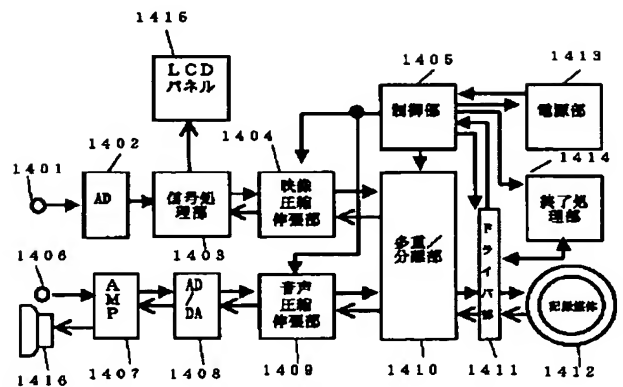 1415
LCD
パネル
1405
1413
制御部
電源部
1404
1402
1401
AD
信号処
理部
映像
圧縮
伸張部
1414
終了処
理部
多重/
分離部
ドライバ部
1403
1406
AMP
AD
DA
音声
圧縮
伸張部
記録媒体
1416
1407
1408
1409
1410
1411
1412